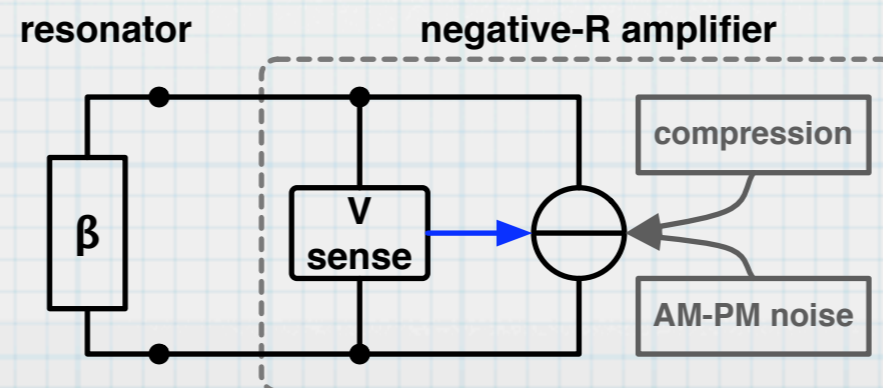 resonator
negative-R amplifier
compression
β
V
sense
AM-PM noise